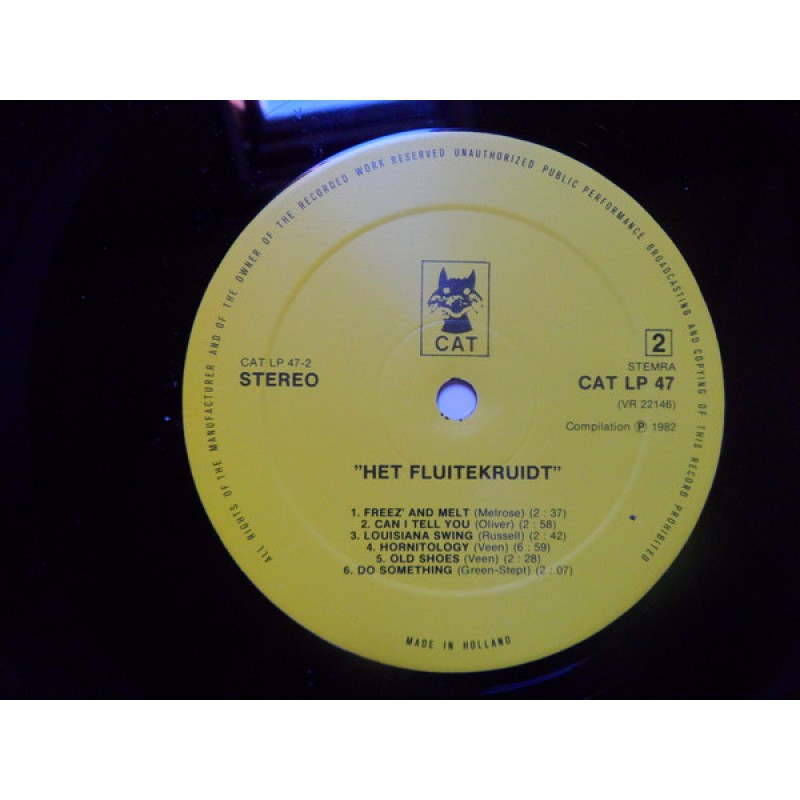 ALL RIGHTS OF THE MANUFACTURER AND OF THE OWNER OF THE RECORDED WORK RESERVED UNAUTHORIZED PUBLIC PERFORMANCE BROADCASTING AND COPYING OF THIS RECORD PROHIBITED
CAT
CAT LP 47-2
STEREO
2
STEMRA
CAT LP 47
(VR 22146)
Compilation ℗ 1982
"HET FLUITEKRUIDT"
1. FREEZ' AND MELT (Melrose) (2 : 37)
2. CAN I TELL YOU (Oliver) (2 : 58)
3. LOUISIANA SWING (Russell) (2 : 42)
4. HORNITOLOGY (Veen) (6 : 59)
5. OLD SHOES (Veen) (2 : 28)
6. DO SOMETHING (Green-Stept) (2 : 07)
MADE IN HOLLAND